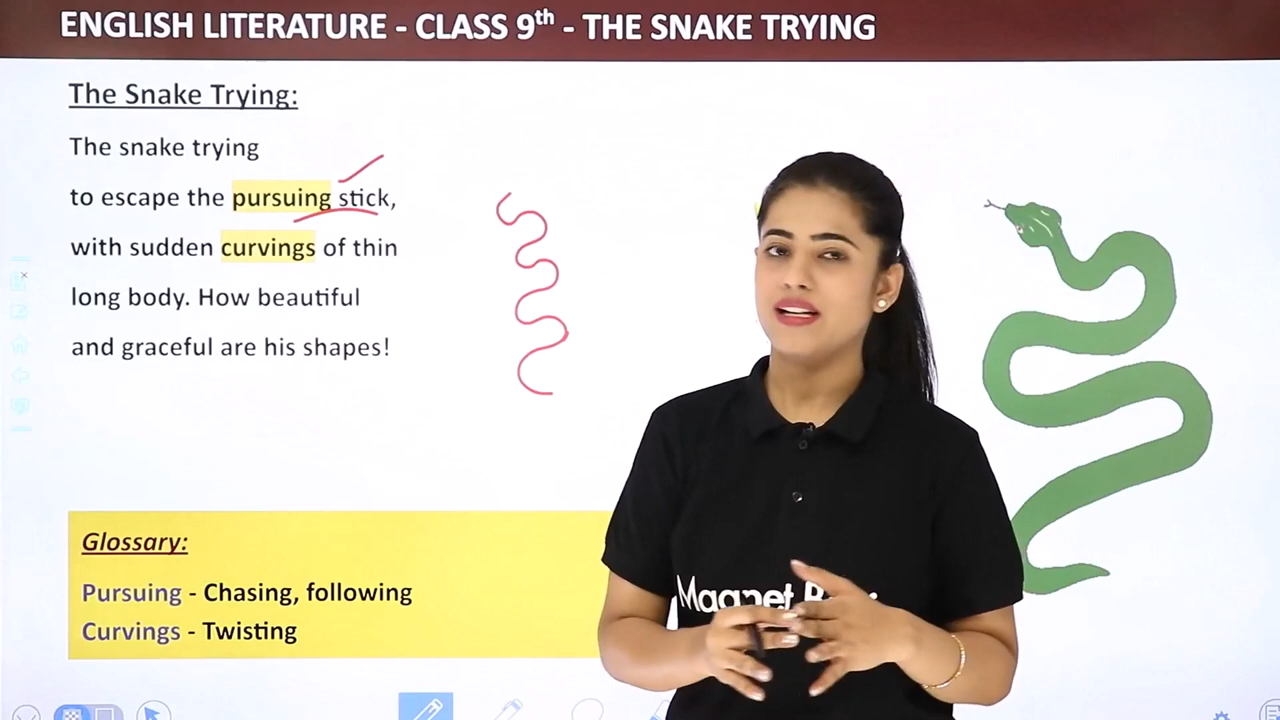 ENGLISH LITERATURE - CLASS 9th - THE SNAKE TRYING
The Snake Trying:
The snake trying
to escape the pursuing stick,
with sudden curvings of thin
long body. How beautiful
and graceful are his shapes!
Glossary:
Pursuing - Chasing, following
Curvings - Twisting
Magnet